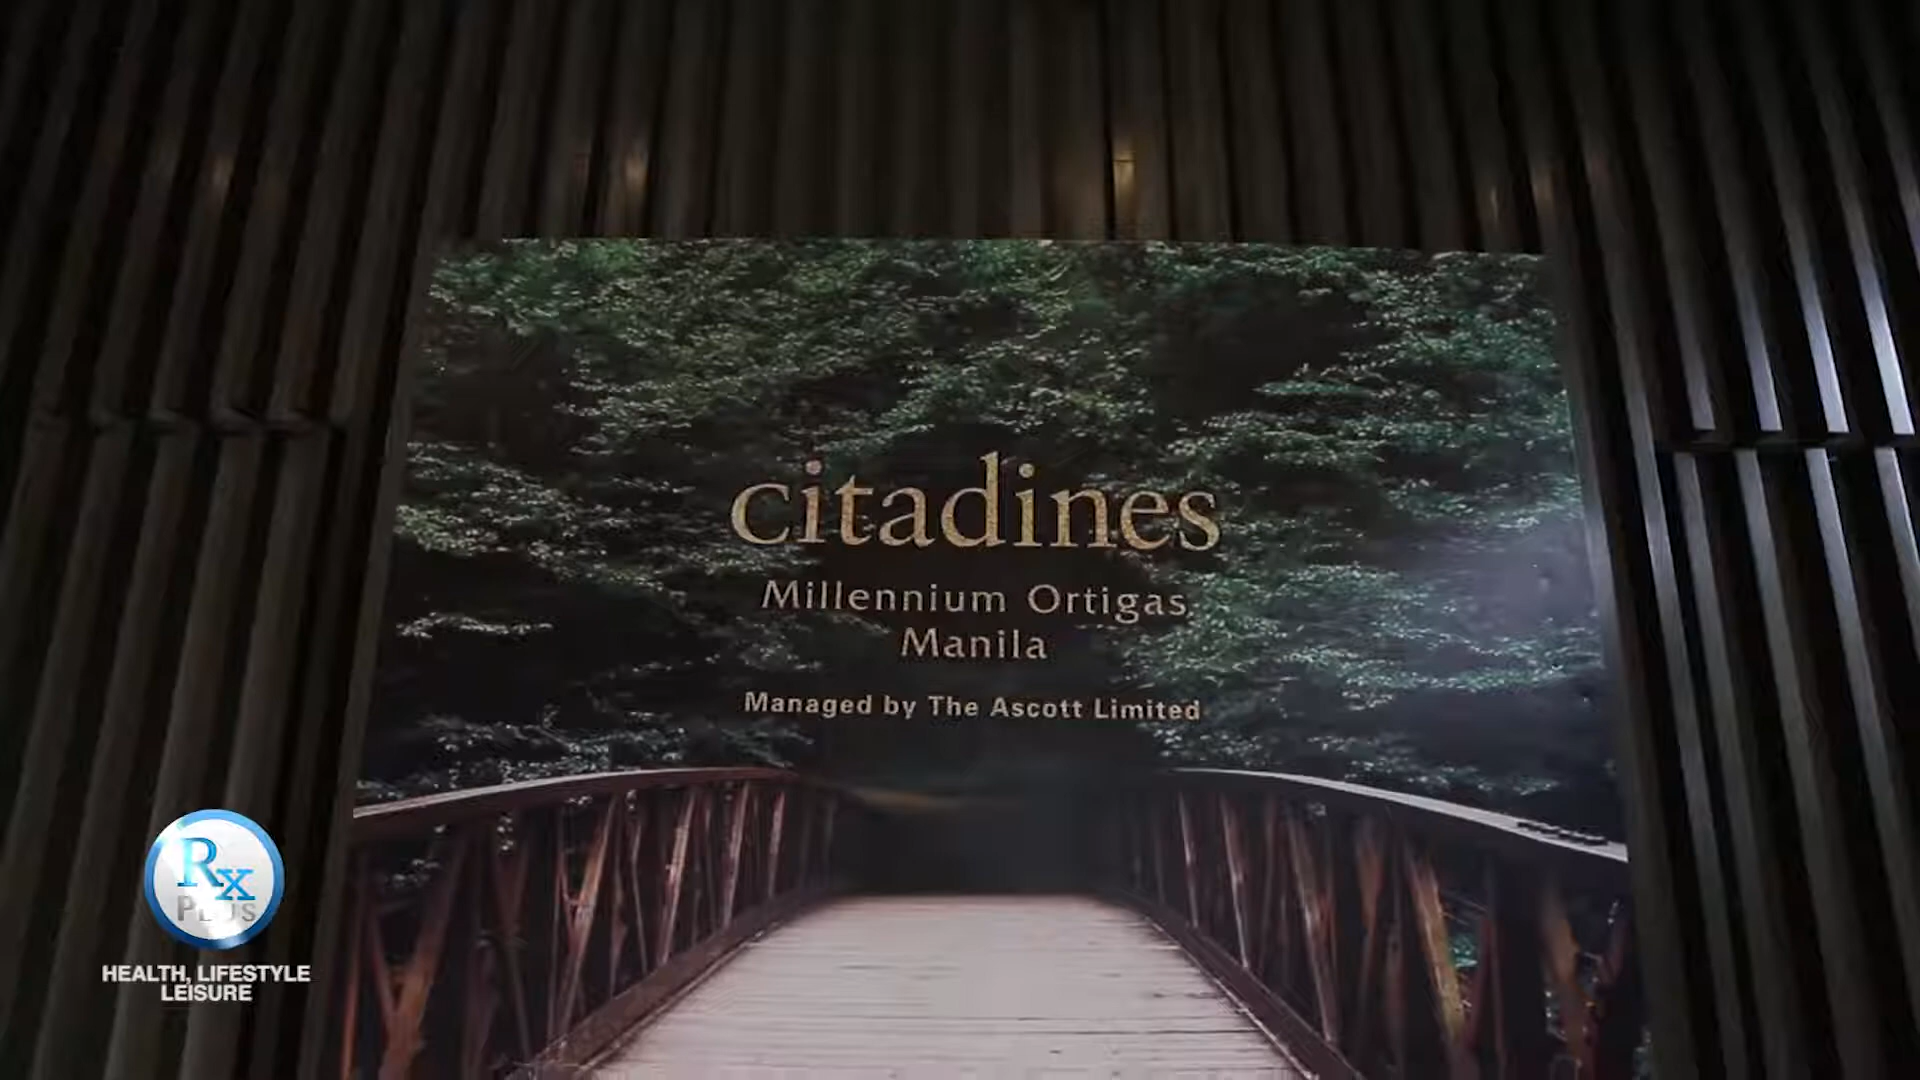 citadines
Millennium Ortigas
Manila
Managed by The Ascott Limited
Rx
PLUS
HEALTH, LIFESTYLE
LEISURE